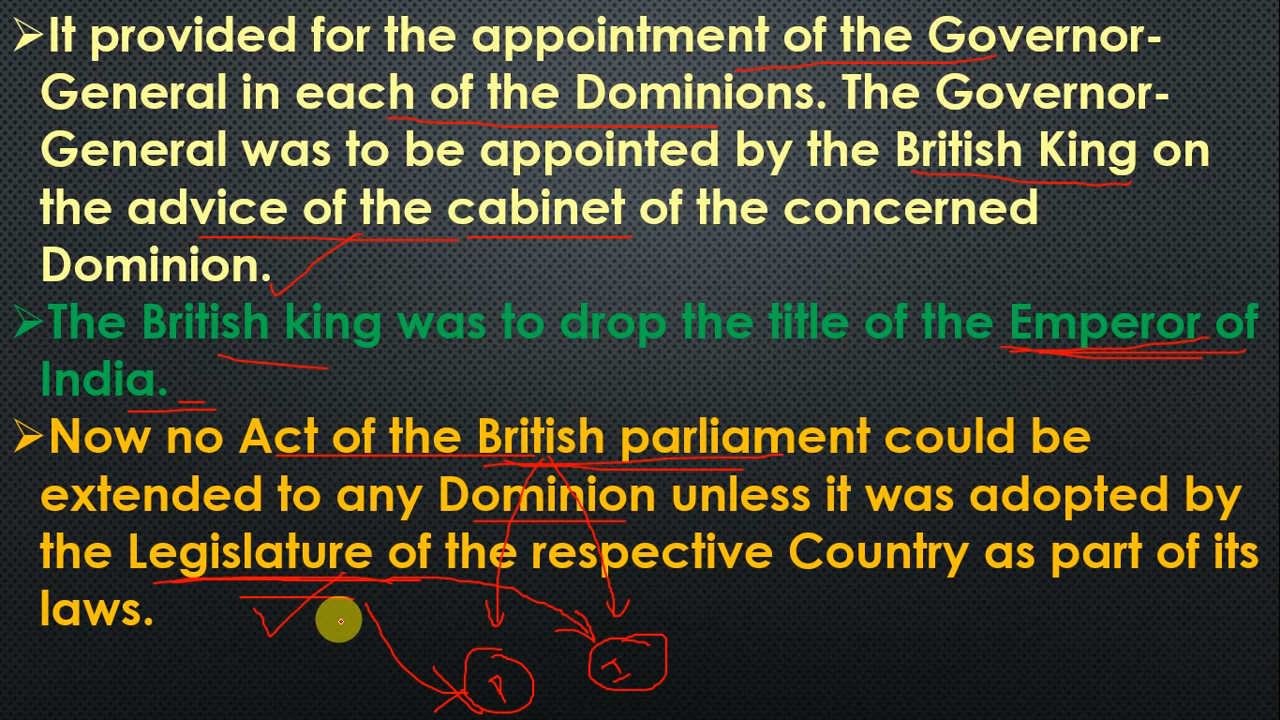 ➢It provided for the appointment of the Governor-
General in each of the Dominions. The Governor-
General was to be appointed by the British King on
the advice of the cabinet of the concerned
Dominion.
➢The British king was to drop the title of the Emperor of
India.
➢Now no Act of the British parliament could be
extended to any Dominion unless it was adopted by
the Legislature of the respective Country as part of its
laws.
P I